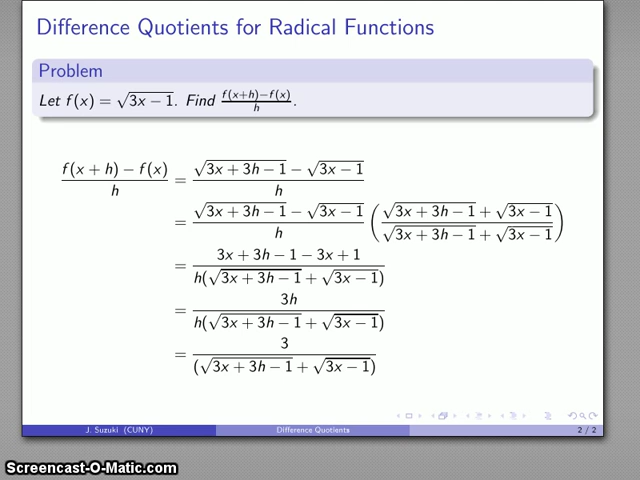 Difference Quotients for Radical Functions
Problem
Let f(x) = √(3x − 1). Find (f(x+h)−f(x))/h.
(f(x + h) − f(x))/h = (√(3x + 3h − 1) − √(3x − 1))/h
= (√(3x + 3h − 1) − √(3x − 1))/h ((√(3x + 3h − 1) + √(3x − 1))/(√(3x + 3h − 1) + √(3x − 1)))
= (3x + 3h − 1 − 3x + 1)/(h(√(3x + 3h − 1) + √(3x − 1)))
= 3h/(h(√(3x + 3h − 1) + √(3x − 1)))
= 3/(√(3x + 3h − 1) + √(3x − 1))
J. Suzuki (CUNY) Difference Quotients 2 / 2
Screencast-O-Matic.com